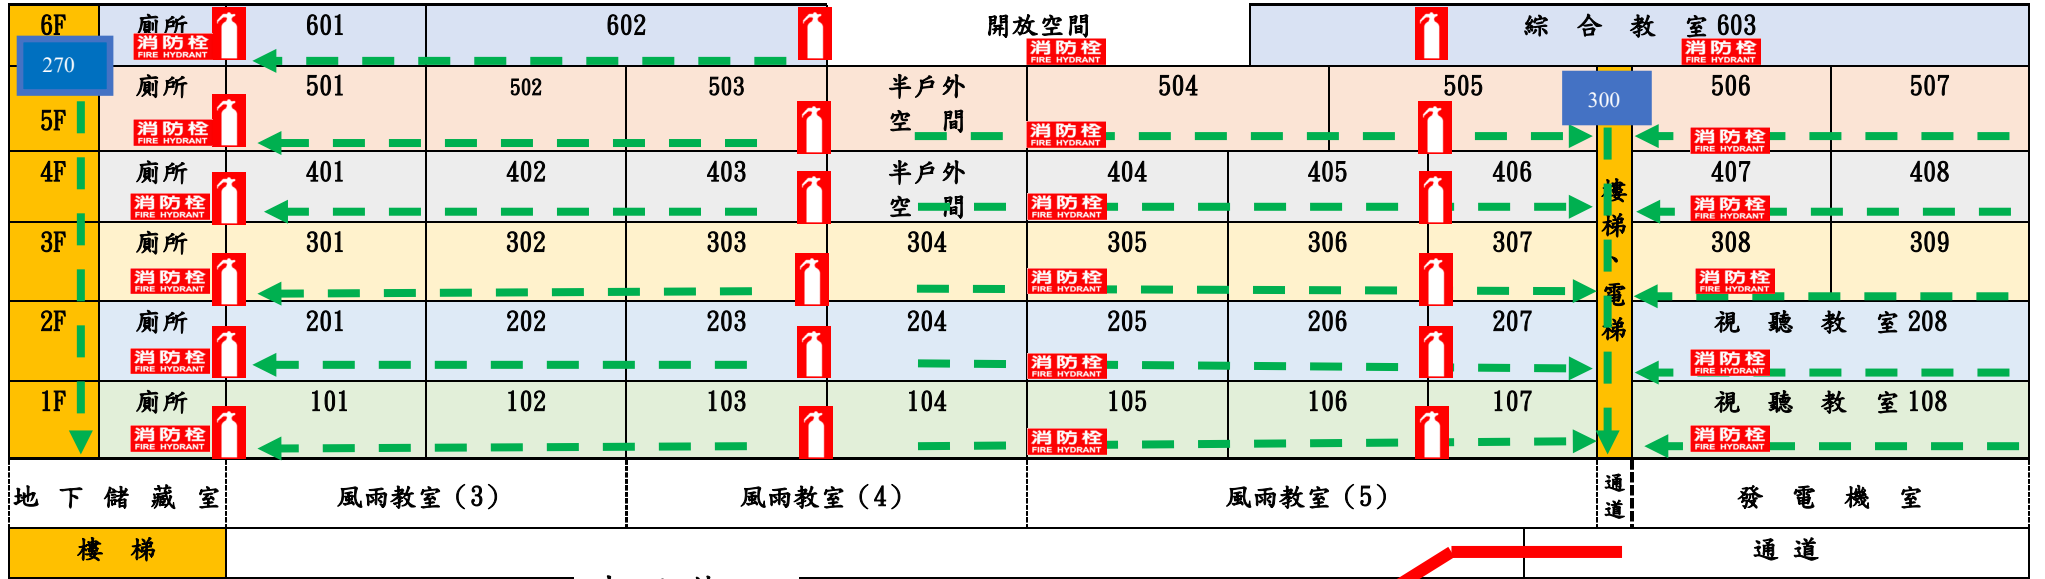 6F 廁所 601 602 開放空間 綜合教室603
消防栓 消防栓 消防栓
FIRE HYDRANT FIRE HYDRANT FIRE HYDRANT
270
5F 廁所 501 502 503 半戶外空間 504 505 300 506 507
消防栓 消防栓 消防栓
FIRE HYDRANT FIRE HYDRANT FIRE HYDRANT
4F 廁所 401 402 403 半戶外空間 404 405 406 樓梯、電梯 407 408
消防栓 消防栓 消防栓
FIRE HYDRANT FIRE HYDRANT FIRE HYDRANT
3F 廁所 301 302 303 304 305 306 307 308 309
消防栓 消防栓 消防栓
FIRE HYDRANT FIRE HYDRANT FIRE HYDRANT
2F 廁所 201 202 203 204 205 206 207 視聽教室208
消防栓 消防栓 消防栓
FIRE HYDRANT FIRE HYDRANT FIRE HYDRANT
1F 廁所 101 102 103 104 105 106 107 視聽教室108
消防栓 消防栓 消防栓
FIRE HYDRANT FIRE HYDRANT FIRE HYDRANT
地下儲藏室 風雨教室(3) 風雨教室(4) 風雨教室(5) 通道 發電機室
樓梯 通道